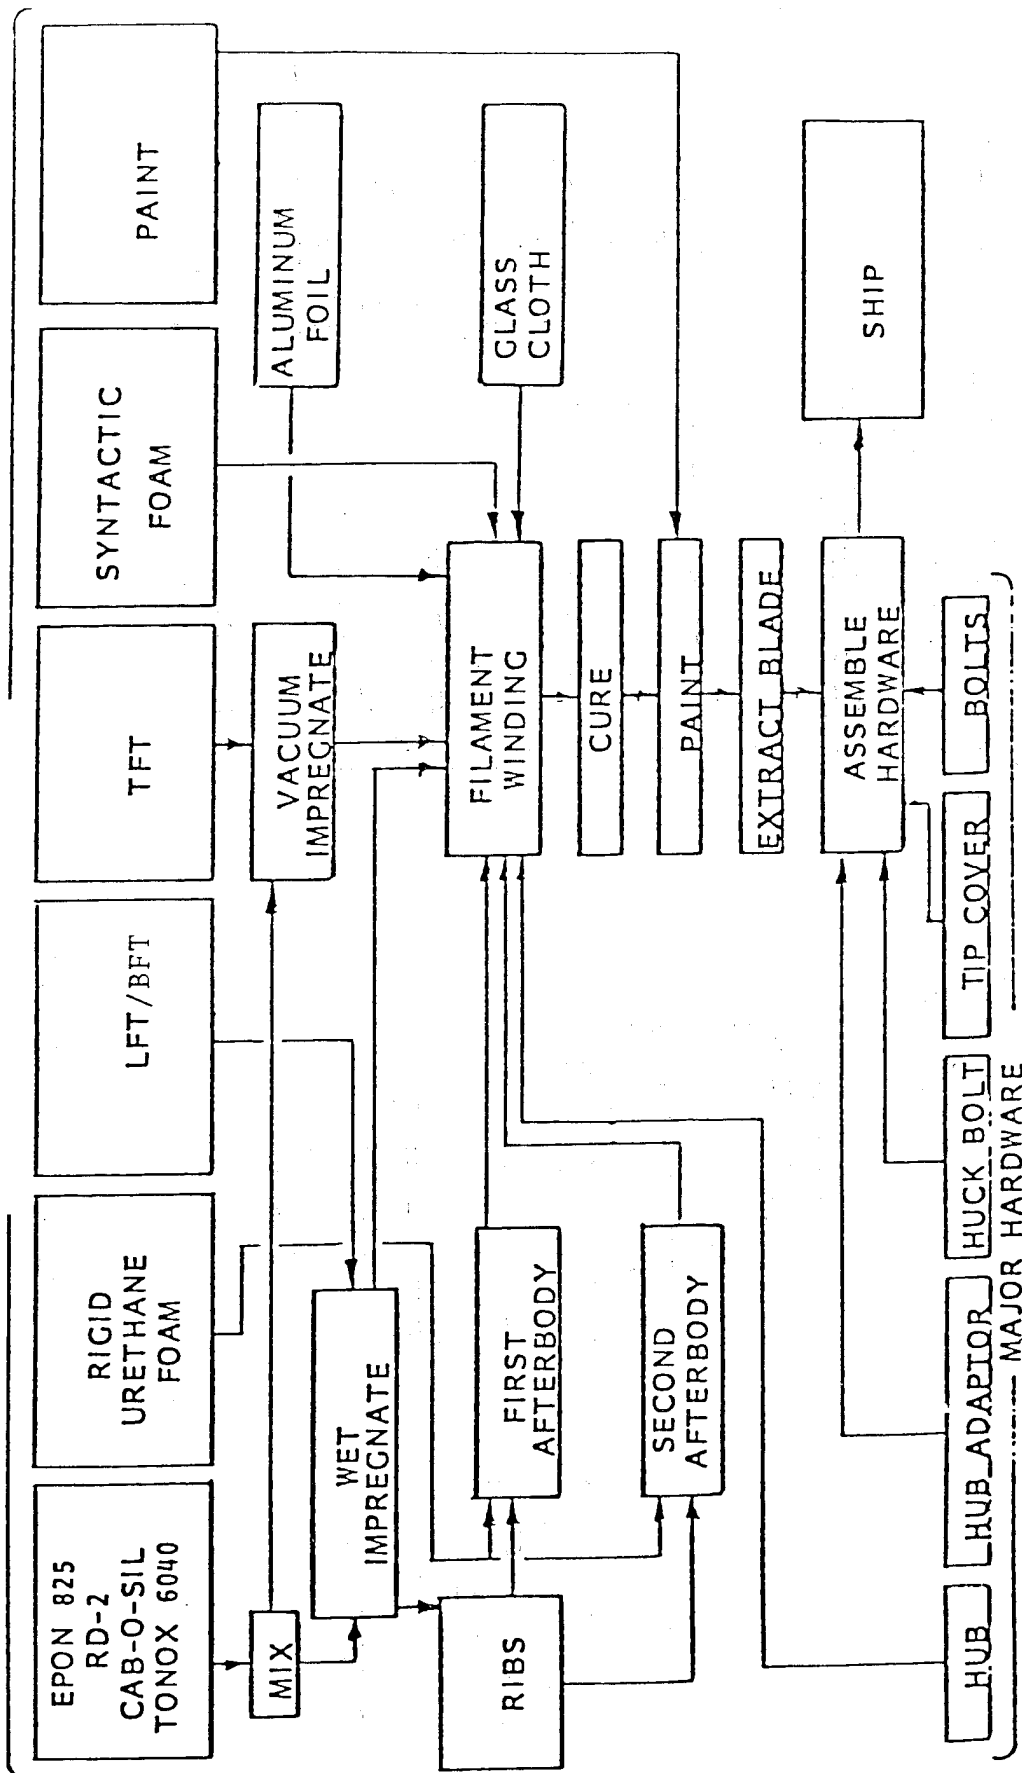 EPON 825
RD-2
CAB-O-SIL
TONOX 6040
RIGID
URETHANE
FOAM
LFT/BFT
TFT
SYNTACTIC
FOAM
PAINT
MIX
WET
IMPREGNATE
VACUUM
IMPREGNATE
ALUMINUM
FOIL
RIBS
FIRST
AFTERBODY
SECOND
AFTERBODY
FILAMENT
WINDING
GLASS
CLOTH
CURE
PAINT
EXTRACT BLADE
ASSEMBLE
HARDWARE
SHIP
HUB
HUB ADAPTOR
HUCK BOLT
TIP COVER
BOLTS
MAJOR HARDWARE